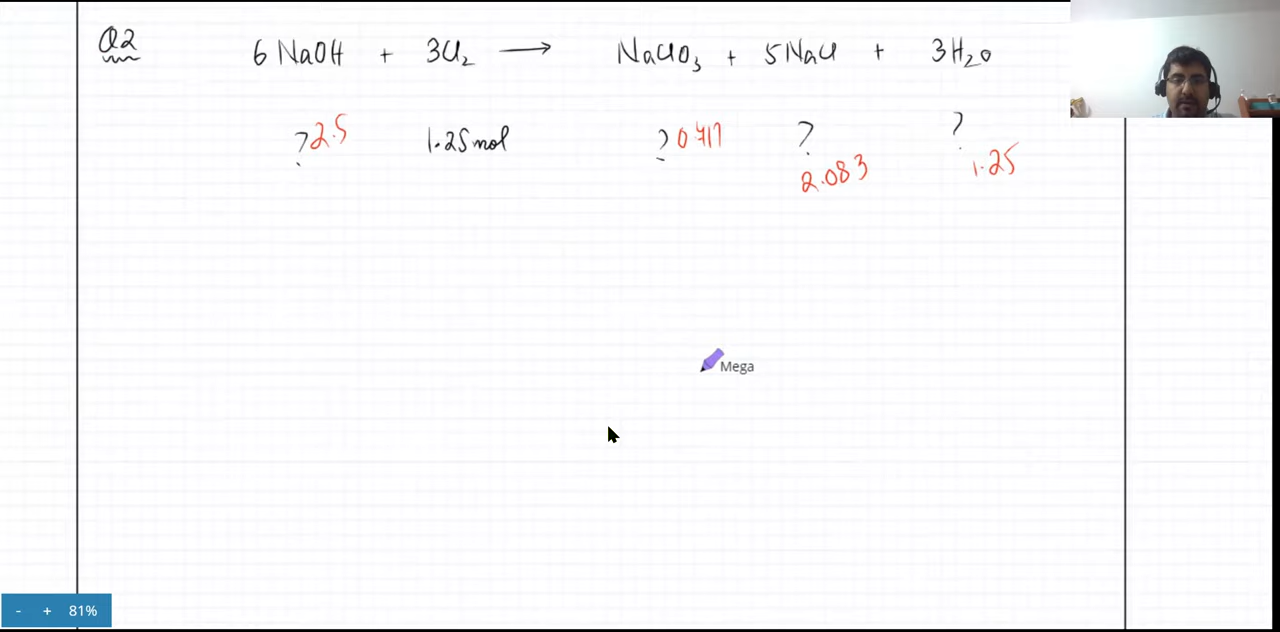 Q2 6 NaOH + 3Cl₂ ⟶ NaClO₃ + 5NaCl + 3H₂O
? 2.5 1.25mol ? 0.417 ? ?
2.083 1.25
Mega
- + 81%